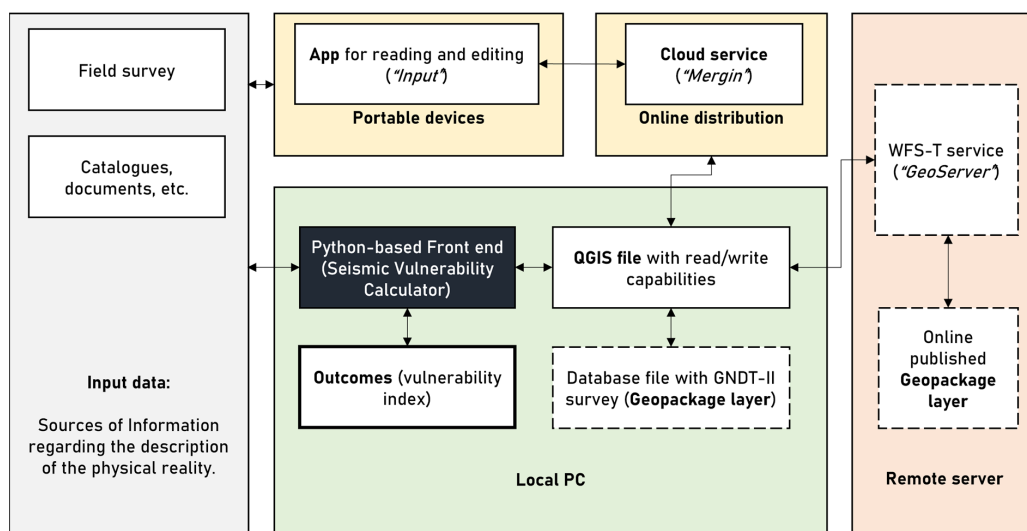 Field survey
Catalogues,
documents, etc.
Input data:
Sources of Information
regarding the description
of the physical reality.
App for reading and editing
(“Input”)
Portable devices
Cloud service
(“Mergin”)
Online distribution
Python-based Front end
(Seismic Vulnerability
Calculator)
QGIS file with read/write
capabilities
Outcomes (vulnerability
index)
Database file with GNDT-II
survey (Geopackage layer)
Local PC
WFS-T service
(“GeoServer”)
Online
published
Geopackage
layer
Remote server